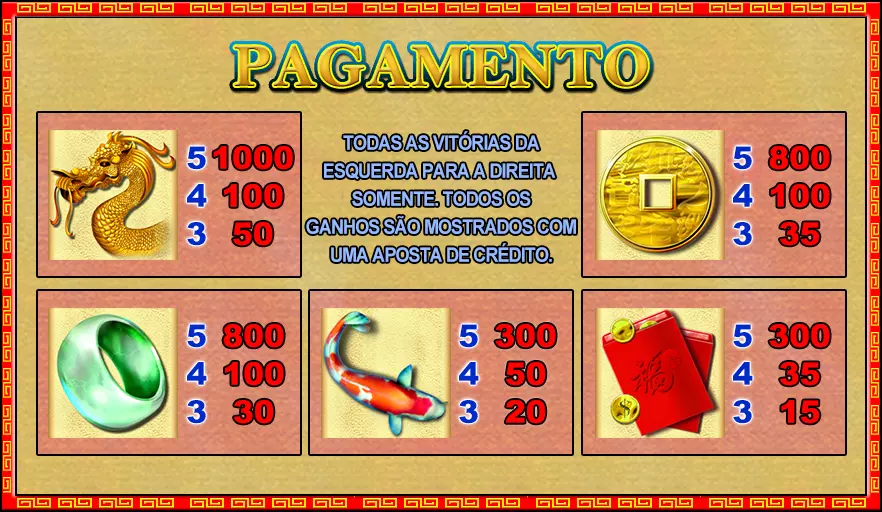 PAGAMENTO
5 1000
4 100
3 50
TODAS AS VITÓRIAS DA
ESQUERDA PARA A DIREITA
SOMENTE. TODOS OS
GANHOS SÃO MOSTRADOS COM
UMA APOSTA DE CRÉDITO.
5 800
4 100
3 35
5 800
4 100
3 30
5 300
4 50
3 20
福
$
5 300
4 35
3 15